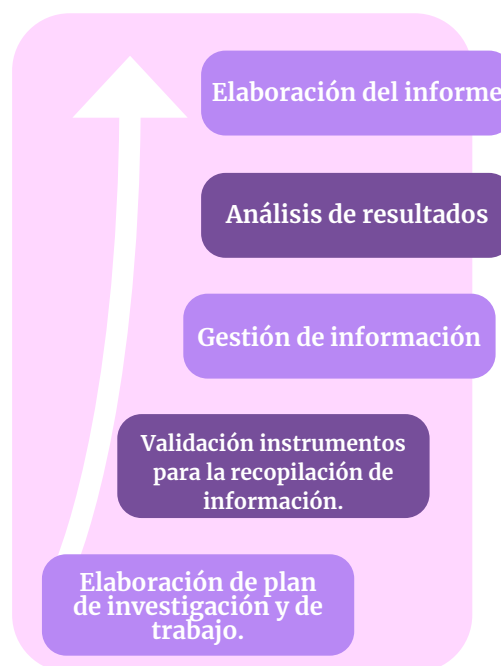 Elaboración del informe
Análisis de resultados
Gestión de información
Validación instrumentos
para la recopilación de
información.
Elaboración de plan
de investigación y de
trabajo.